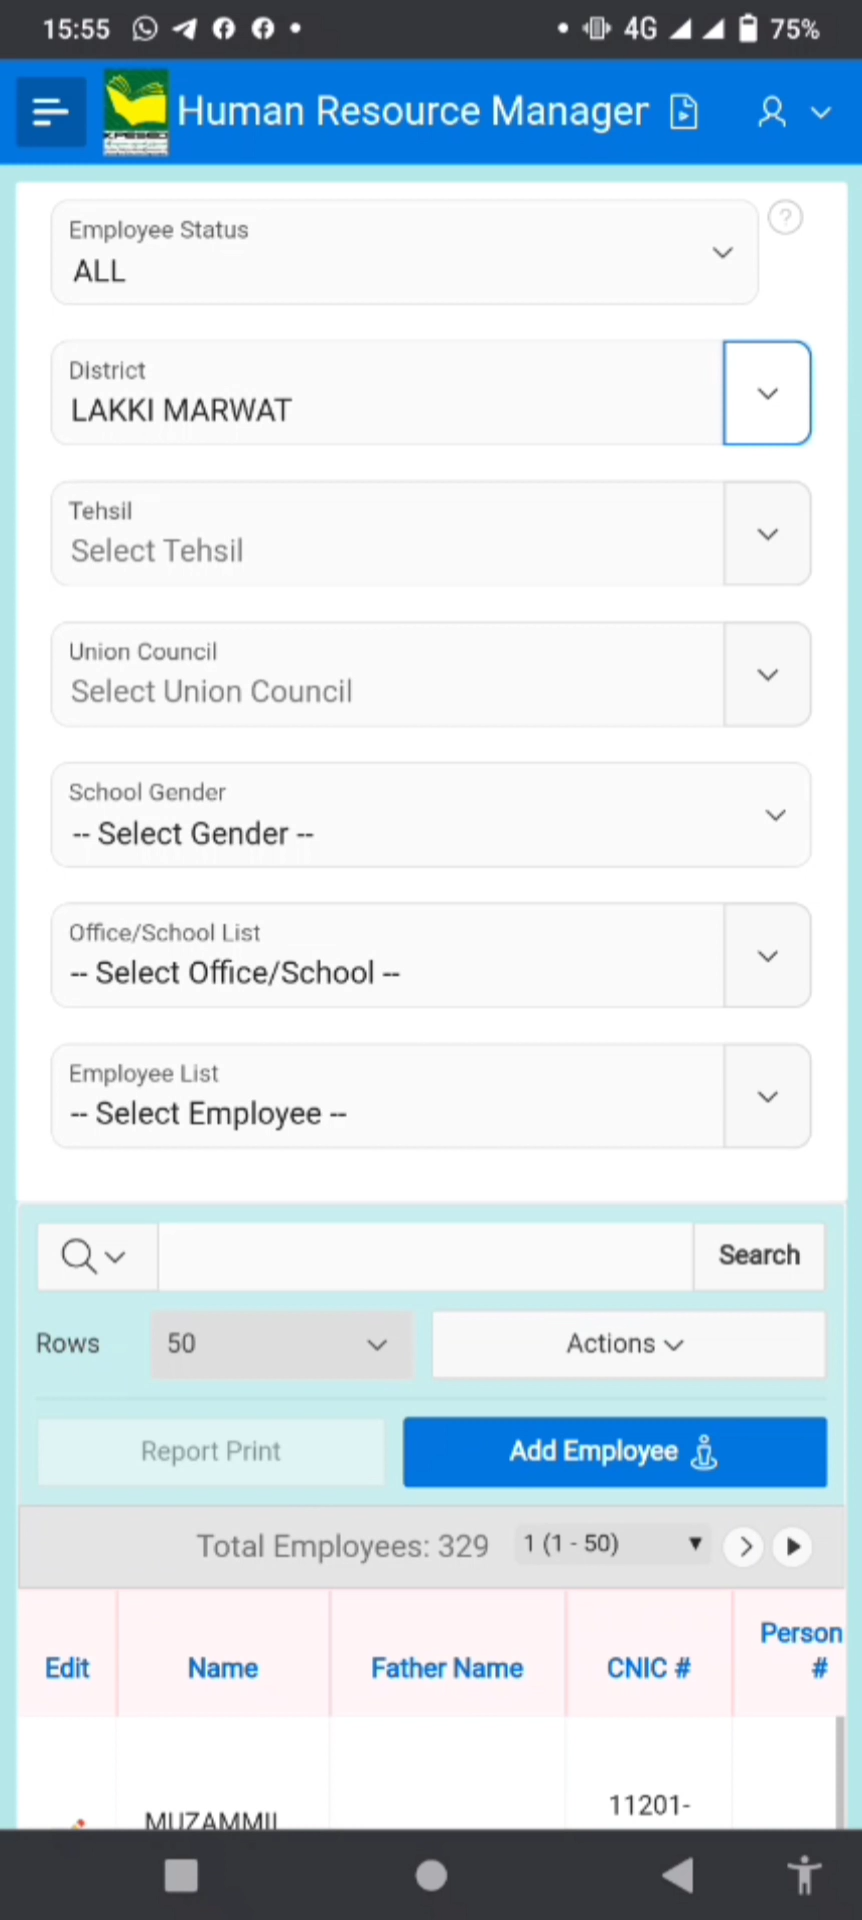 15:55
4G
75%
Human Resource Manager
?
Employee Status
ALL
District
LAKKI MARWAT
Tehsil
Select Tehsil
Union Council
Select Union Council
School Gender
-- Select Gender --
Office/School List
-- Select Office/School --
Employee List
-- Select Employee --
Search
Rows
50
Actions
Report Print
Add Employee
Total Employees: 329
1 (1 - 50)
Edit
Name
Father Name
CNIC #
Person
#
11201-
MUZAMMIL